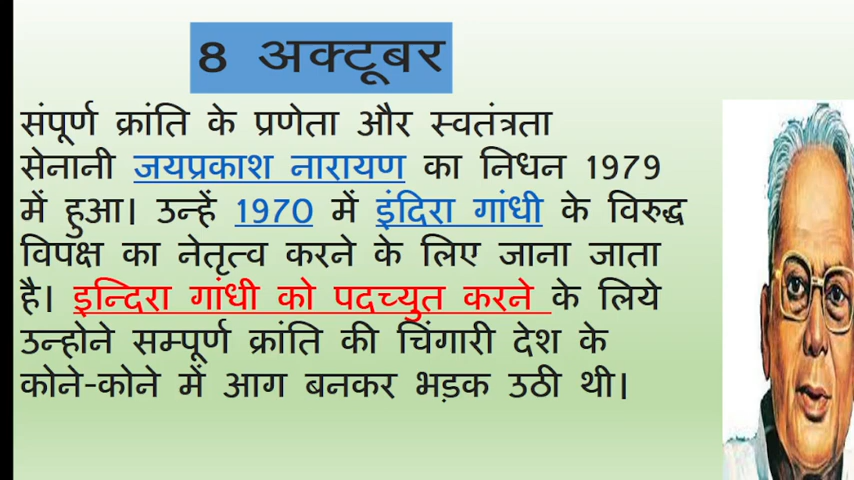 8 अक्टूबर
संपूर्ण क्रांति के प्रणेता और स्वतंत्रता
सेनानी जयप्रकाश नारायण का निधन 1979
में हुआ। उन्हें 1970 में इंदिरा गांधी के विरुद्ध
विपक्ष का नेतृत्व करने के लिए जाना जाता
है। इन्दिरा गांधी को पदच्युत करने के लिये
उन्होने सम्पूर्ण क्रांति की चिंगारी देश के
कोने-कोने में आग बनकर भड़क उठी थी।